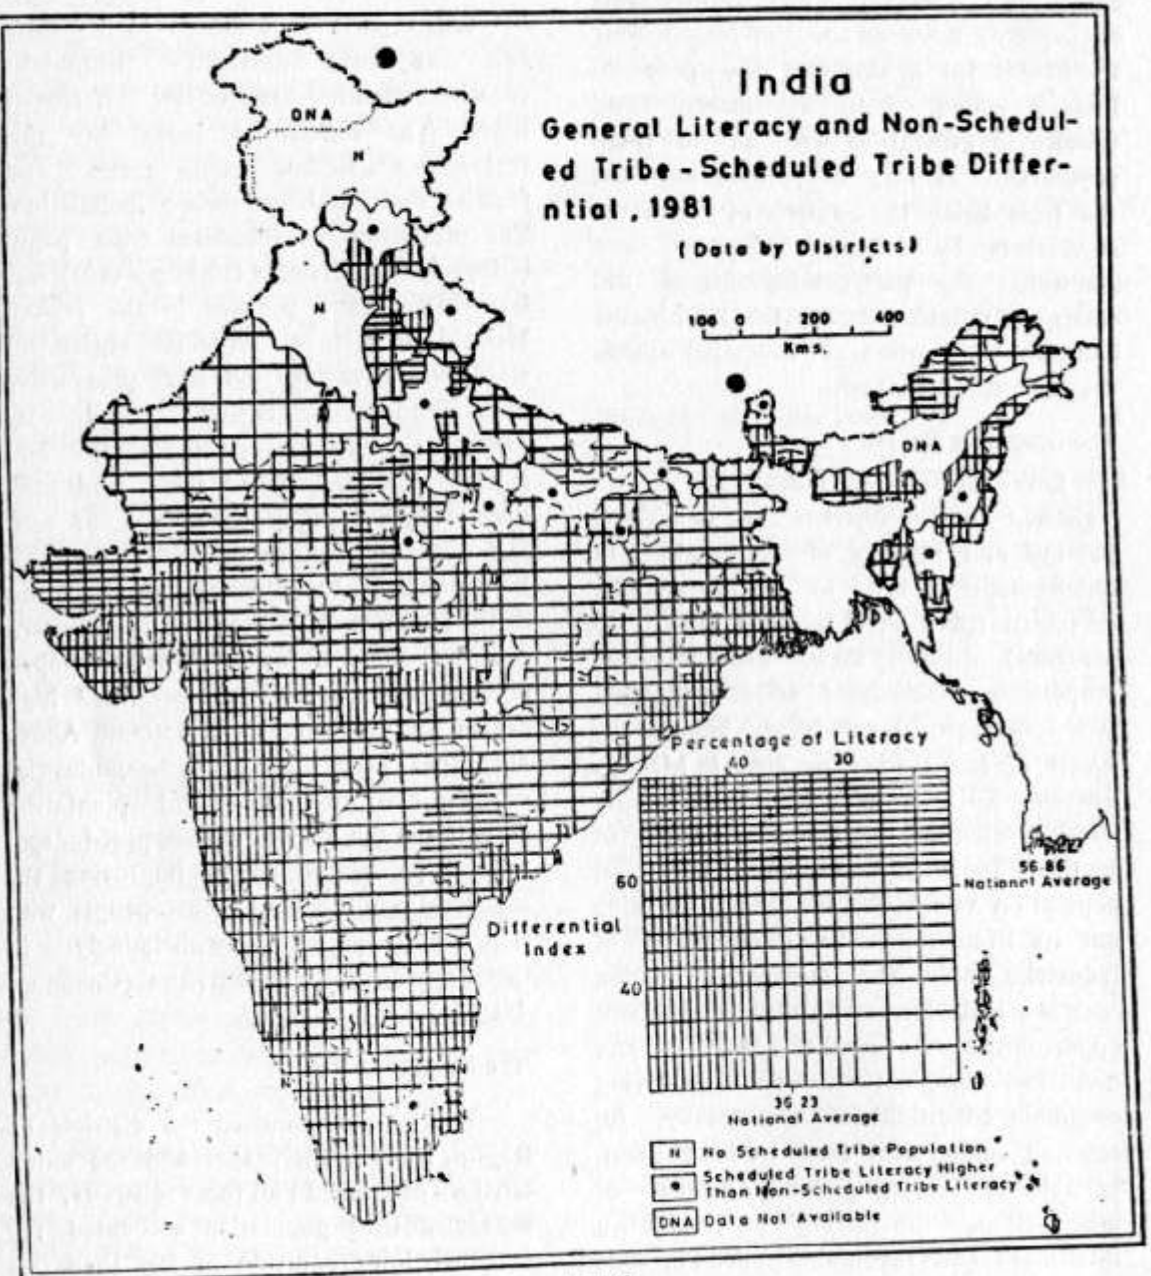 India
General Literacy and Non-Schedul-
ed Tribe - Scheduled Tribe Differ-
ntial, 1981
(Data by Districts)
100 0 200 400
Kms.
DNA
N
N
DNA
Percentage of Literacy
40 30
60
56-86
National Average
Differential
Index
40
36 23
National Average
N
N
N No Scheduled Tribe Population
Scheduled Tribe Literacy Higher
Than Non-Scheduled Tribe Literacy
DNA Data Not Available